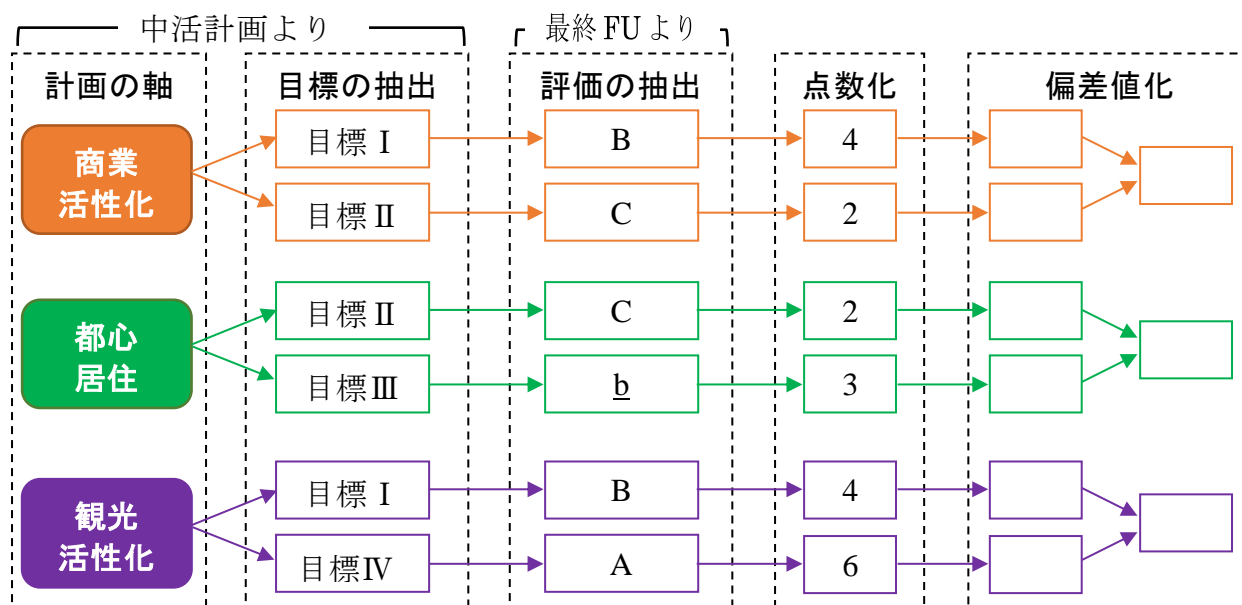 中活計画より
最終FUより
計画の軸
目標の抽出
評価の抽出
点数化
偏差値化
商業
活性化
目標Ⅰ
B
4
目標Ⅱ
C
2
都心
居住
目標Ⅱ
C
2
目標Ⅲ
b
3
観光
活性化
目標Ⅰ
B
4
目標Ⅳ
A
6